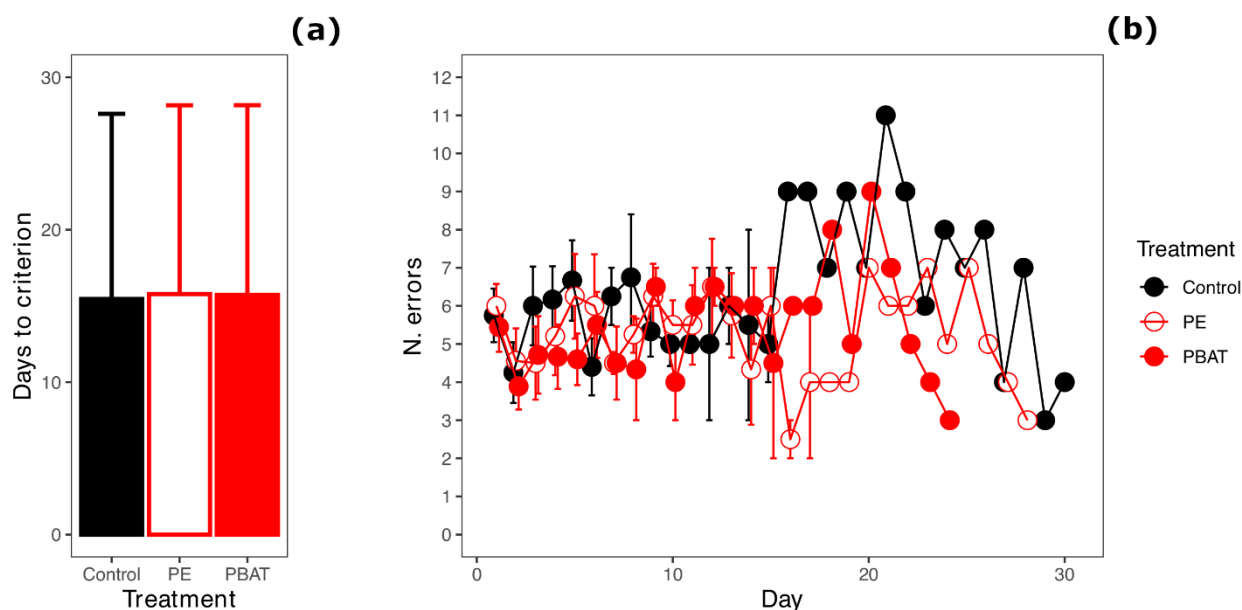 (a)
30
20
10
0
Days to criterion
Control PE PBAT
Treatment
(b)
12
11
10
9
8
7
6
5
4
3
2
1
0
N. errors
0 10 20 30
Day
Treatment
Control
PE
PBAT